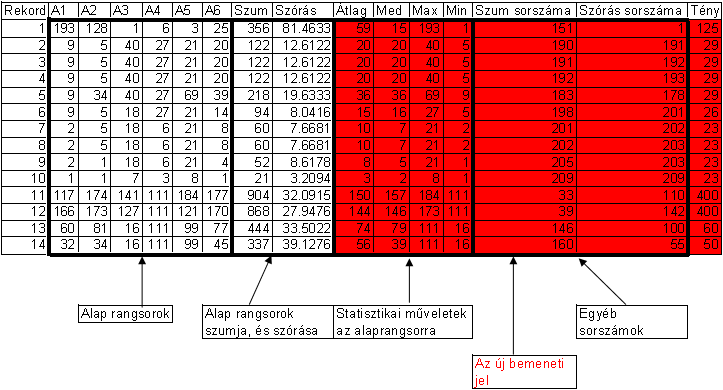 Rekord A1 A2 A3 A4 A5 A6 Szum Szórás Átlag Med Max Min Szum sorszáma Szórás sorszáma Tény
1 193 128 1 6 3 25 356 81.4633 59 15 193 1 151 1 125
2 9 5 40 27 21 20 122 12.6122 20 20 40 5 190 191 29
3 9 5 40 27 21 20 122 12.6122 20 20 40 5 191 192 29
4 9 5 40 27 21 20 122 12.6122 20 20 40 5 192 193 29
5 9 34 40 27 69 39 218 19.6333 36 36 69 9 183 178 29
6 9 5 18 27 21 14 94 8.0416 15 16 27 5 198 201 26
7 2 5 18 6 21 8 60 7.6681 10 7 21 2 201 202 23
8 2 5 18 6 21 8 60 7.6681 10 7 21 2 202 203 23
9 2 1 18 6 21 4 52 8.6178 8 5 21 1 205 203 23
10 1 1 7 3 8 1 21 3.2094 3 2 8 1 209 209 23
11 117 174 141 111 184 177 904 32.0915 150 157 184 111 33 110 400
12 166 173 127 111 121 170 868 27.9476 144 146 173 111 39 142 400
13 60 81 16 111 99 77 444 33.5022 74 79 111 16 146 100 60
14 32 34 16 111 99 45 337 39.1276 56 39 111 16 160 55 50
Alap rangsorok
Alap rangsorok
szumja, és szórása
Statisztikai műveletek
az alaprangsorra
Egyéb
sorszámok
Az új bemeneti
jel